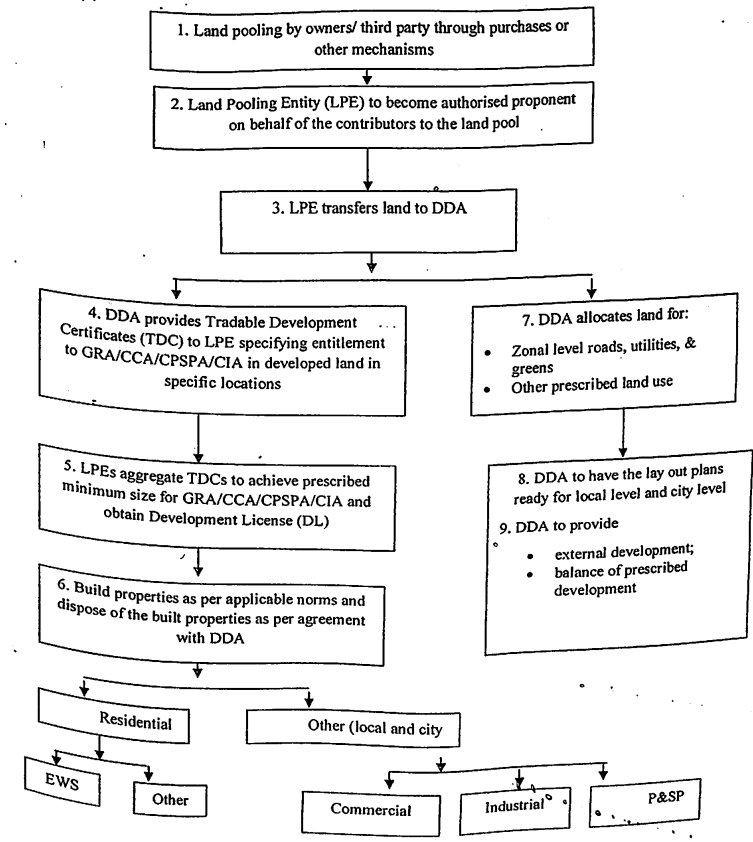 1. Land pooling by owners/ third party through purchases or
other mechanisms
2. Land Pooling Entity (LPE) to become authorised proponent
on behalf of the contributors to the land pool
3. LPE transfers land to DDA
4. DDA provides Tradable Development
Certificates (TDC) to LPE specifying entitlement
to GRA/CCA/CPSPA/CIA in developed land in
specific locations
5. LPEs aggregate TDCs to achieve prescribed
minimum size for GRA/CCA/CPSPA/CIA and
obtain Development License (DL)
6. Build properties as per applicable norms and
dispose of the built properties as per agreement
with DDA
7. DDA allocates land for:
• Zonal level roads, utilities, &
greens
• Other prescribed land use
8. DDA to have the lay out plans
ready for local level and city level
9. DDA to provide
• external development;
• balance of prescribed
development
Residential
Other (local and city
EWS
Other
Commercial
Industrial
P&SP